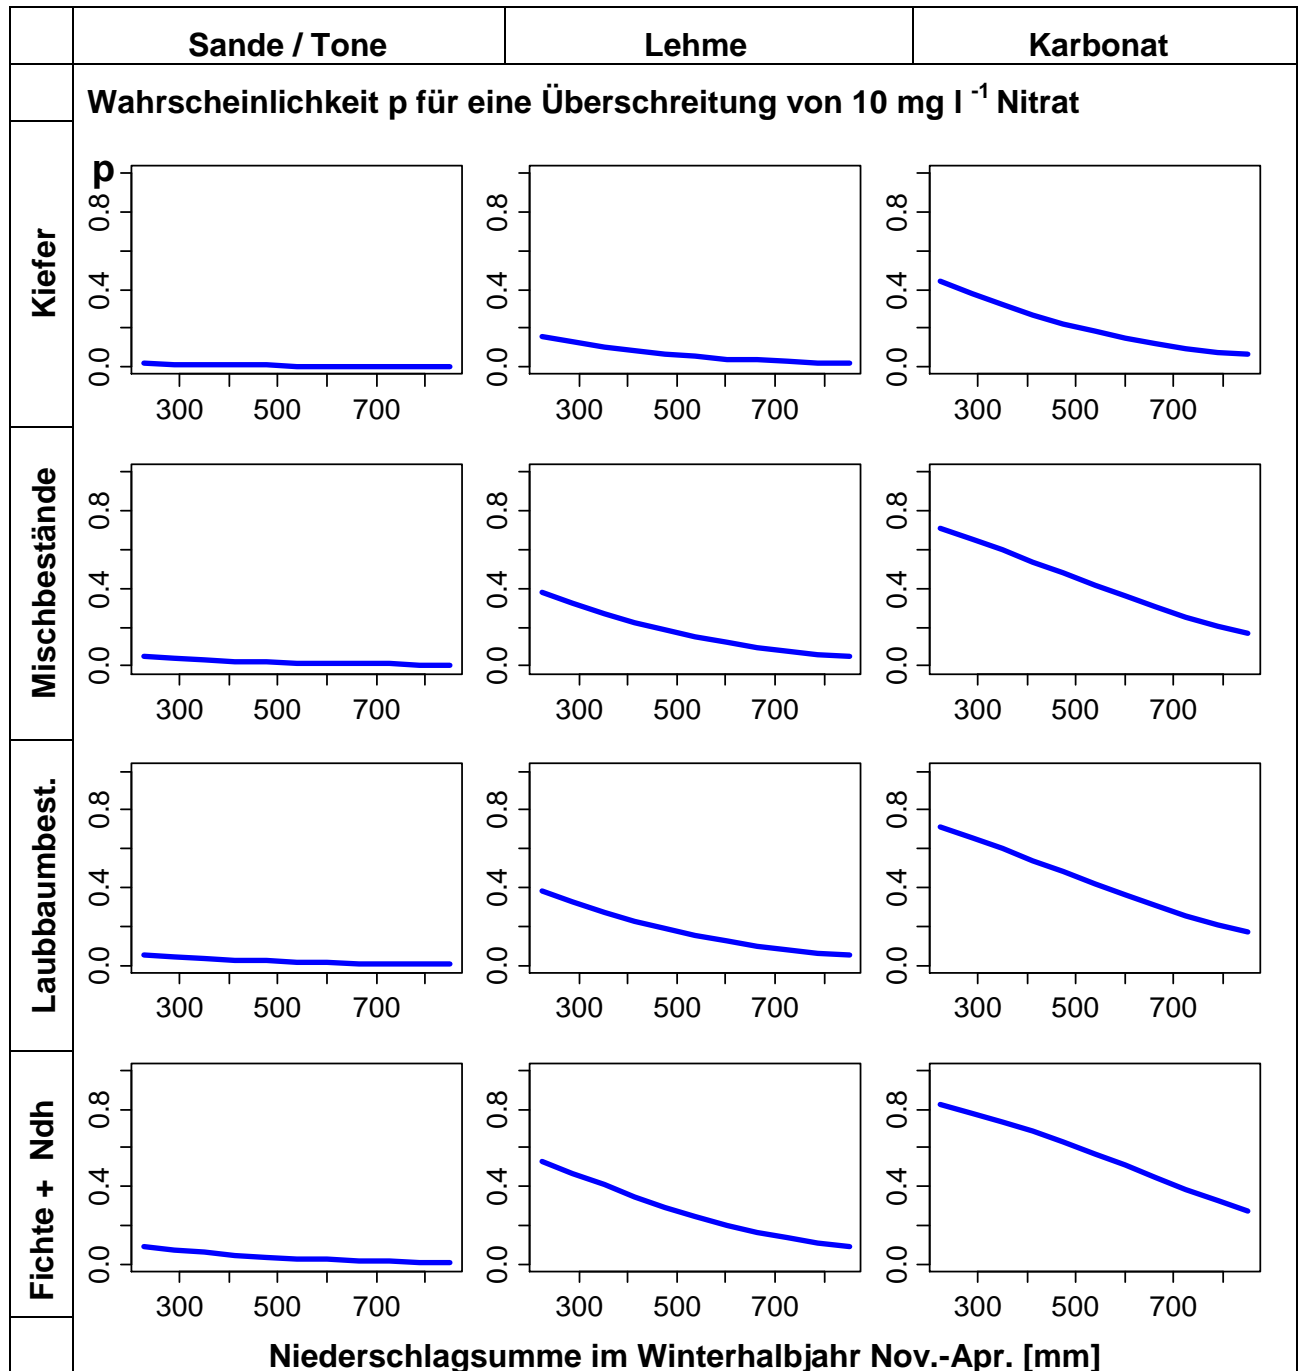 Sande / Tone Lehme Karbonat
Wahrscheinlichkeit p für eine Überschreitung von 10 mg l -1 Nitrat
Kiefer
p
0.8 0.8 0.8
0.4 0.4 0.4
0.0 0.0 0.0
300 500 700 300 500 700 300 500 700
Mischbestände
0.8 0.8 0.8
0.4 0.4 0.4
0.0 0.0 0.0
300 500 700 300 500 700 300 500 700
Laubbaumbest.
0.8 0.8 0.8
0.4 0.4 0.4
0.0 0.0 0.0
300 500 700 300 500 700 300 500 700
Fichte + Ndh
0.8 0.8 0.8
0.4 0.4 0.4
0.0 0.0 0.0
300 500 700 300 500 700 300 500 700
Niederschlagsumme im Winterhalbjahr Nov.-Apr. [mm]